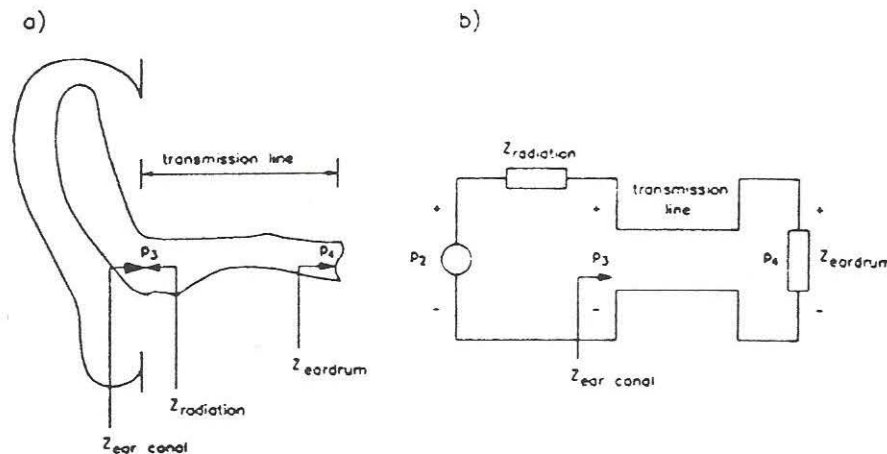 a)
transmission line
p3
p4
Zeardrum
Zradiation
Zear canal
b)
Zradiation
transmission
line
+
+
+
p2
p3
p4
Zeardrum
-
-
-
Zear canal